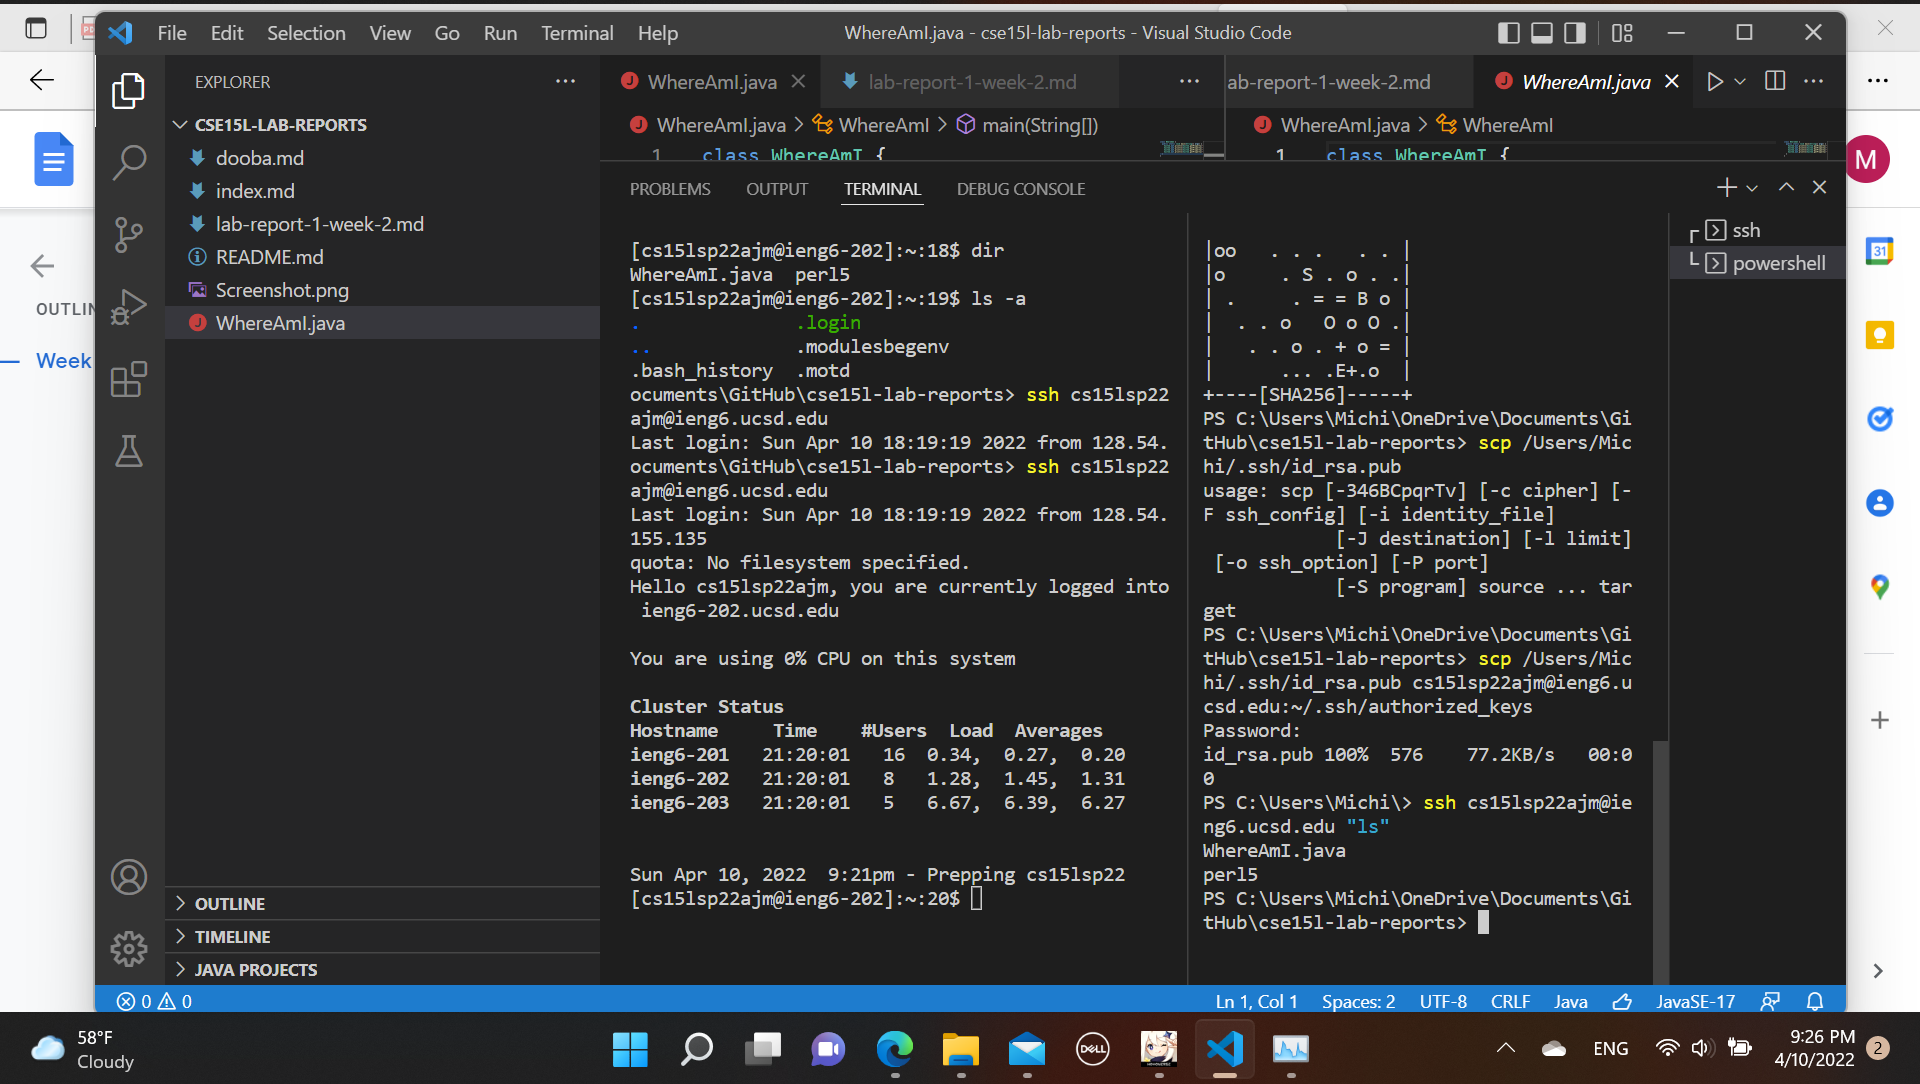 File Edit Selection View Go Run Terminal Help
WhereAmI.java - cse15l-lab-reports - Visual Studio Code
EXPLORER
CSE15L-LAB-REPORTS
dooba.md
index.md
lab-report-1-week-2.md
README.md
Screenshot.png
WhereAmI.java
OUTLINE
TIMELINE
JAVA PROJECTS
OUTLIN
Week
WhereAmI.java
lab-report-1-week-2.md
WhereAmI.java > WhereAmI > main(String[])
1 class WhereAmI {
ab-report-1-week-2.md
WhereAmI.java
WhereAmI.java > WhereAmI
1 class WhereAmI {
PROBLEMS OUTPUT TERMINAL DEBUG CONSOLE
[cs15lsp22ajm@ieng6-202]:~:18$ dir
WhereAmI.java  perl5
[cs15lsp22ajm@ieng6-202]:~:19$ ls -a
.              .login
..             .modulesbegenv
.bash_history  .motd
ocuments\GitHub\cse15l-lab-reports> ssh cs15lsp22
ajm@ieng6.ucsd.edu
Last login: Sun Apr 10 18:19:19 2022 from 128.54.
ocuments\GitHub\cse15l-lab-reports> ssh cs15lsp22
ajm@ieng6.ucsd.edu
Last login: Sun Apr 10 18:19:19 2022 from 128.54.
155.135
quota: No filesystem specified.
Hello cs15lsp22ajm, you are currently logged into
 ieng6-202.ucsd.edu
You are using 0% CPU on this system
Cluster Status
Hostname     Time    #Users  Load  Averages
ieng6-201   21:20:01   16  0.34,  0.27,  0.20
ieng6-202   21:20:01   8   1.28,  1.45,  1.31
ieng6-203   21:20:01   5   6.67,  6.39,  6.27
Sun Apr 10, 2022  9:21pm - Prepping cs15lsp22
[cs15lsp22ajm@ieng6-202]:~:20$
|oo   . . .   . . |
|o     . S . o . .|
| .     . = = B o |
|  . . o   O o O .|
|   . . o . + o = |
|      ... .E+.o  |
+----[SHA256]-----+
PS C:\Users\Michi\OneDrive\Documents\Gi
tHub\cse15l-lab-reports> scp /Users/Mic
hi/.ssh/id_rsa.pub
usage: scp [-346BCpqrTv] [-c cipher] [-
F ssh_config] [-i identity_file]
            [-J destination] [-l limit]
 [-o ssh_option] [-P port]
            [-S program] source ... tar
get
PS C:\Users\Michi\OneDrive\Documents\Gi
tHub\cse15l-lab-reports> scp /Users/Mic
hi/.ssh/id_rsa.pub cs15lsp22ajm@ieng6.u
csd.edu:~/.ssh/authorized_keys
Password:
id_rsa.pub 100%  576    77.2KB/s   00:0
0
PS C:\Users\Michi\> ssh cs15lsp22ajm@ie
ng6.ucsd.edu "ls"
WhereAmI.java
perl5
PS C:\Users\Michi\OneDrive\Documents\Gi
tHub\cse15l-lab-reports>
ssh
powershell
M
31
0 0
Ln 1, Col 1 Spaces: 2 UTF-8 CRLF Java JavaSE-17
58°F
Cloudy
DELL
ENG
9:26 PM
4/10/2022
2